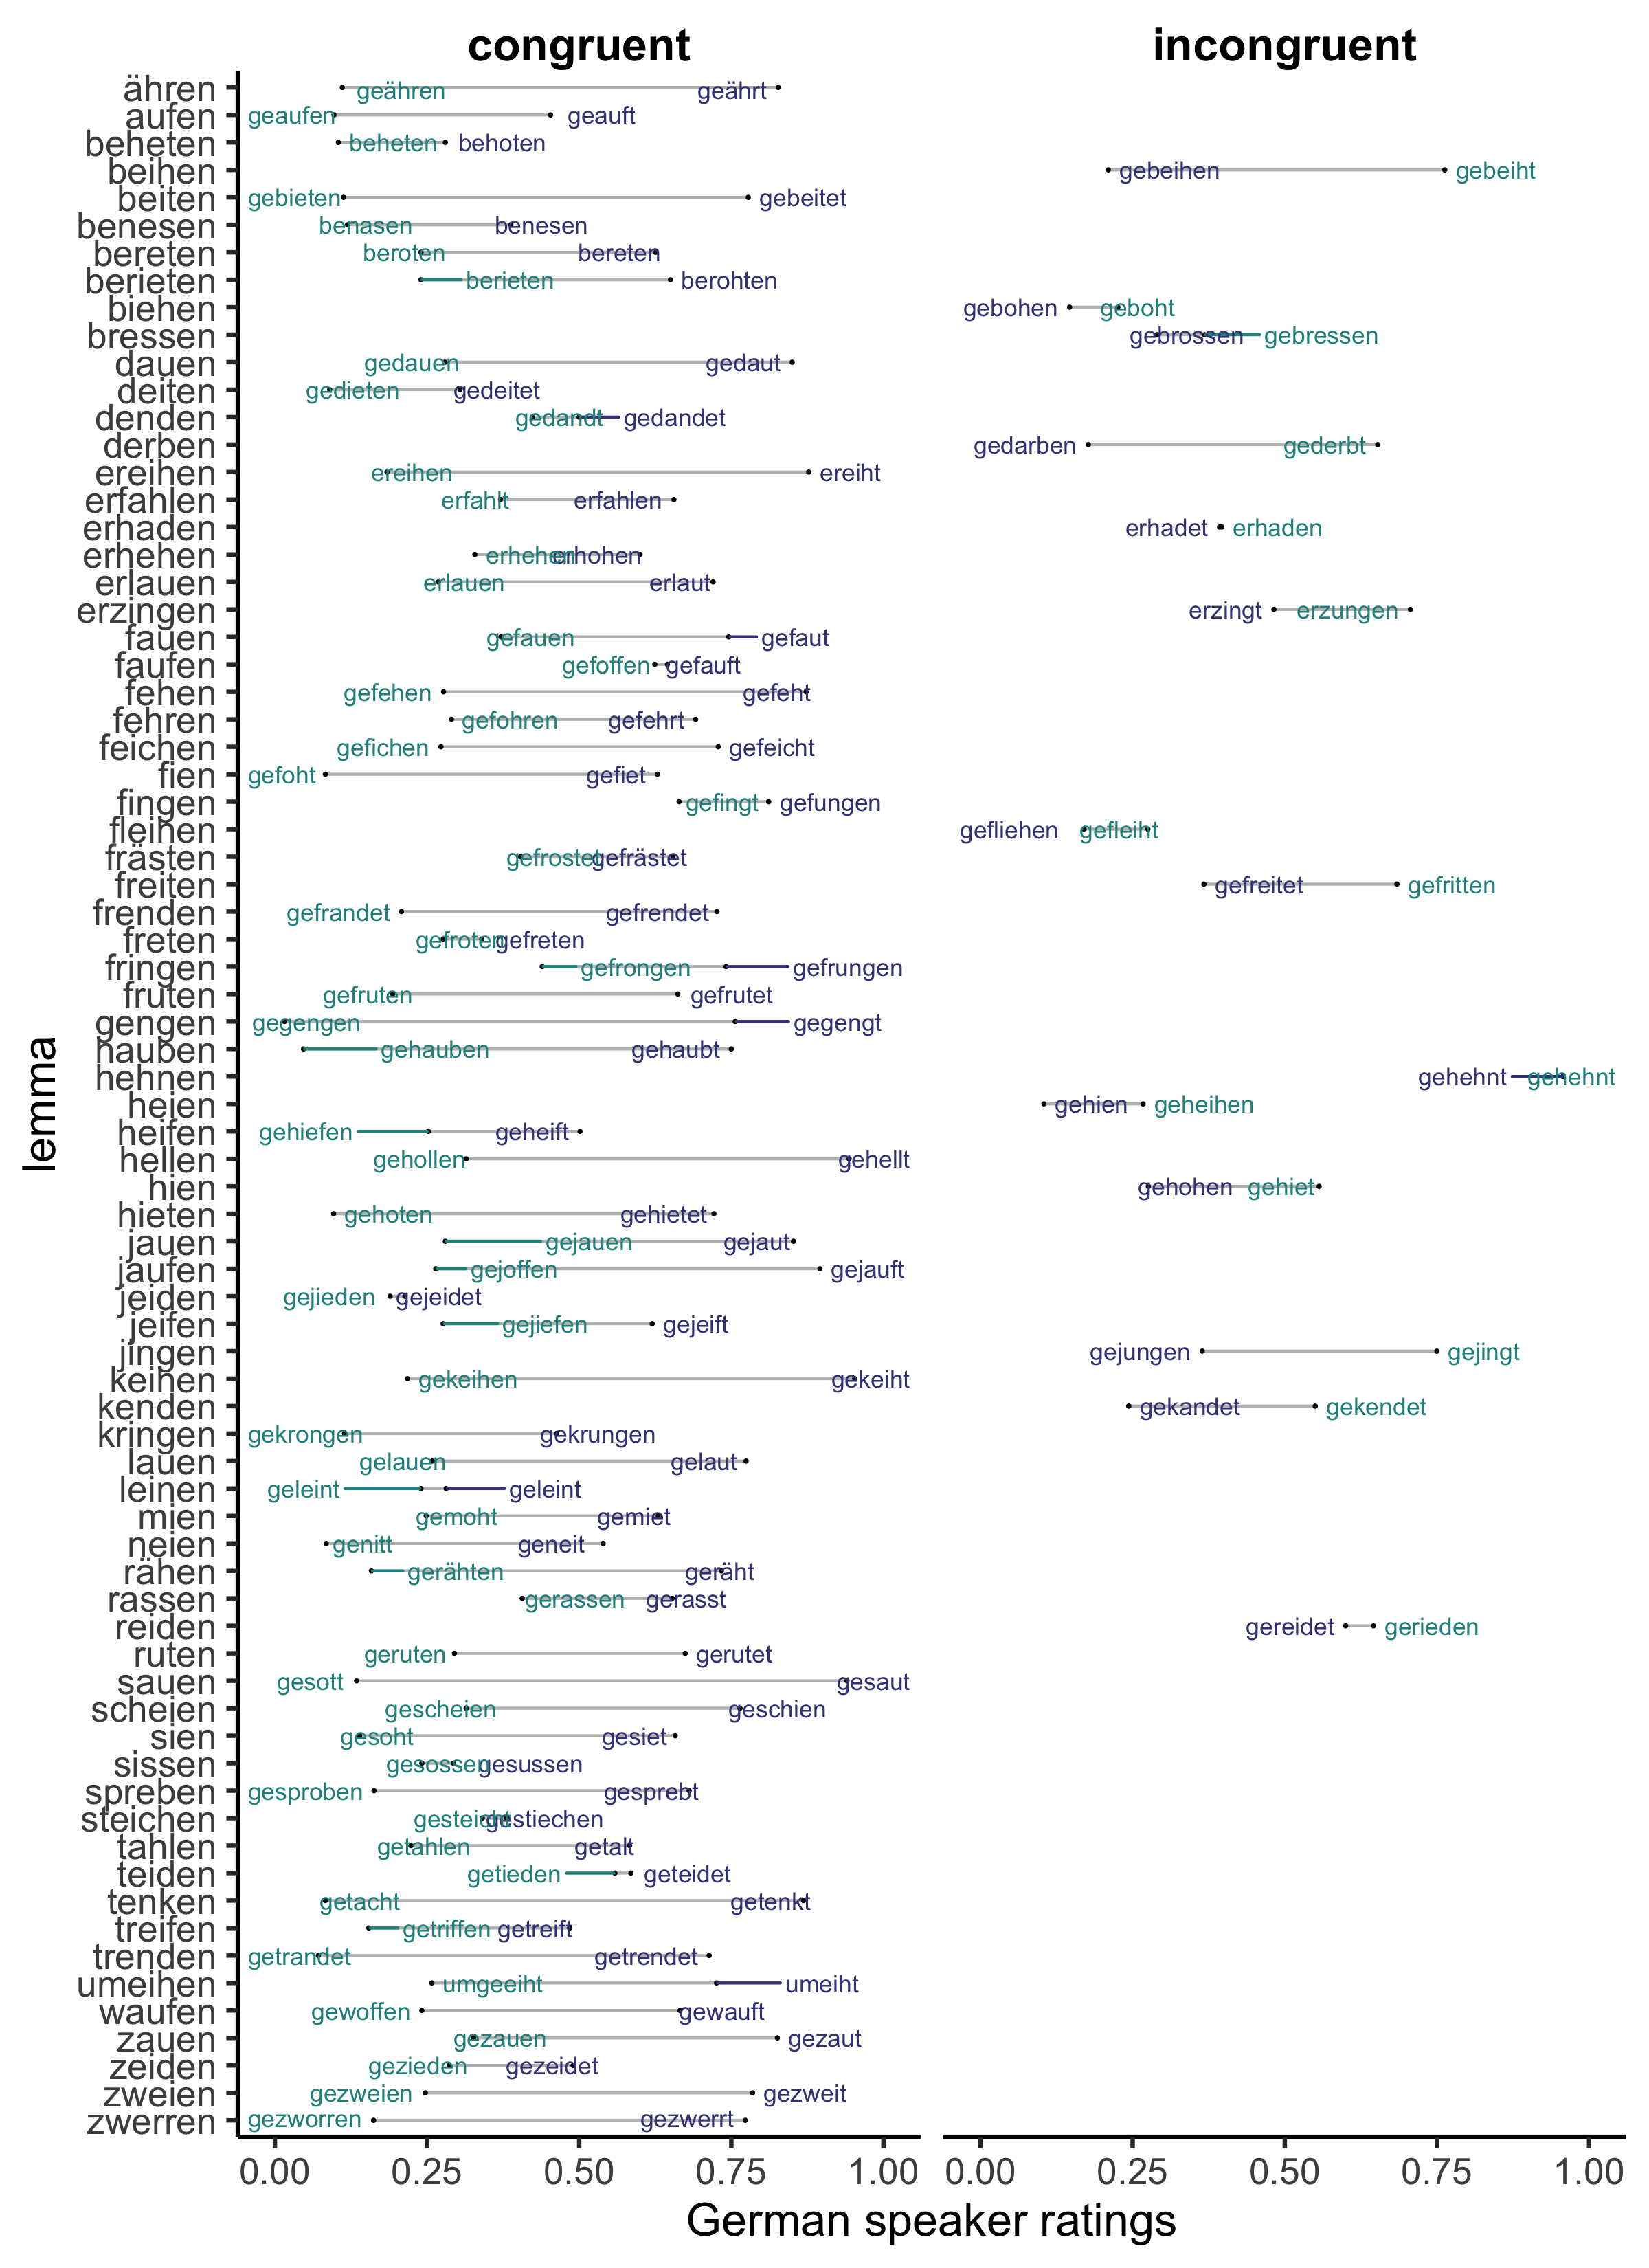 congruent incongruent
ähren geähren geährt
aufen geaufen geauft
beheten beheten behoten
beihen gebeihen gebeiht
beiten gebieten gebeitet
benesen benasen benesen
bereten beroten bereten
berieten berieten berohten
biehen gebohen geboht
bressen gebrossen gebressen
dauen gedauen gedaut
deiten gedieten gedeitet
denden gedandt gedandet
derben gedarben gederbt
ereihen ereihen ereiht
erfahlen erfahlt erfahlen
erhaden erhadet erhaden
erhehen erhehen erhohen
erlauen erlauen erlaut
erzingen erzingt erzungen
fauen gefauen gefaut
faufen gefoffen gefauft
fehen gefehen gefeht
fehren gefohren gefehrt
feichen gefichen gefeicht
fien gefoht gefiet
fingen gefingt gefungen
fleihen gefliehen gefleiht
frästen gefrostet gefrästet
freiten gefreitet gefritten
frenden gefrandet gefrendet
freten gefroten gefreten
fringen gefrongen gefrungen
fruten gefruten gefrutet
gengen gegengen gegengt
hauben gehauben gehaubt
hehnen gehehnt gehehnt
heien gehien geheihen
heifen gehiefen geheift
hellen gehollen gehellt
hien gehohen gehiet
hieten gehoten gehietet
jauen gejauen gejaut
jaufen gejoffen gejauft
jeiden gejieden gejeidet
jeifen gejiefen gejeift
jingen gejungen gejingt
keihen gekeihen gekeiht
kenden gekandet gekendet
kringen gekrongen gekrungen
lauen gelauen gelaut
leinen geleint geleint
mien gemoht gemiet
neien genitt geneit
rähen gerähten geräht
rassen gerassen gerasst
reiden gereidet gerieden
ruten geruten gerutet
sauen gesott gesaut
scheien gescheien geschien
sien gesoht gesiet
sissen gesossen gesussen
spreben gesproben gesprebt
steichen gesteicht gestiechen
tahlen getahlen getalt
teiden getieden geteidet
tenken getacht getenkt
treifen getriffen getreift
trenden getrandet getrendet
umeihen umgeeiht umeiht
waufen gewoffen gewauft
zauen gezauen gezaut
zeiden gezieden gezeidet
zweien gezweien gezweit
zwerren gezworren gezwerrt
lemma
0.00 0.25 0.50 0.75 1.00 0.00 0.25 0.50 0.75 1.00
German speaker ratings